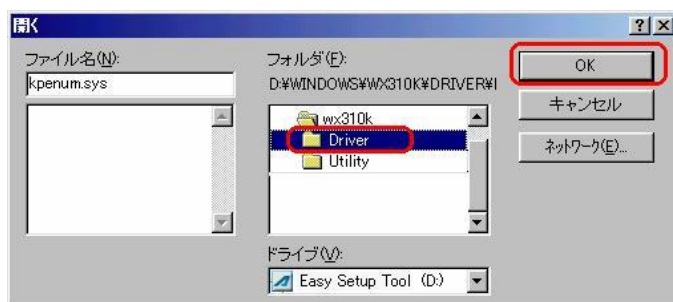 開く
ファイル名(N):
kpenum.sys
フォルダ(F):
D:¥WINDOWS¥WX310K¥DRIVER¥I
wx310k
Driver
Utility
ドライブ(V):
Easy Setup Tool (D:)
OK
キャンセル
ネットワーク(E)...